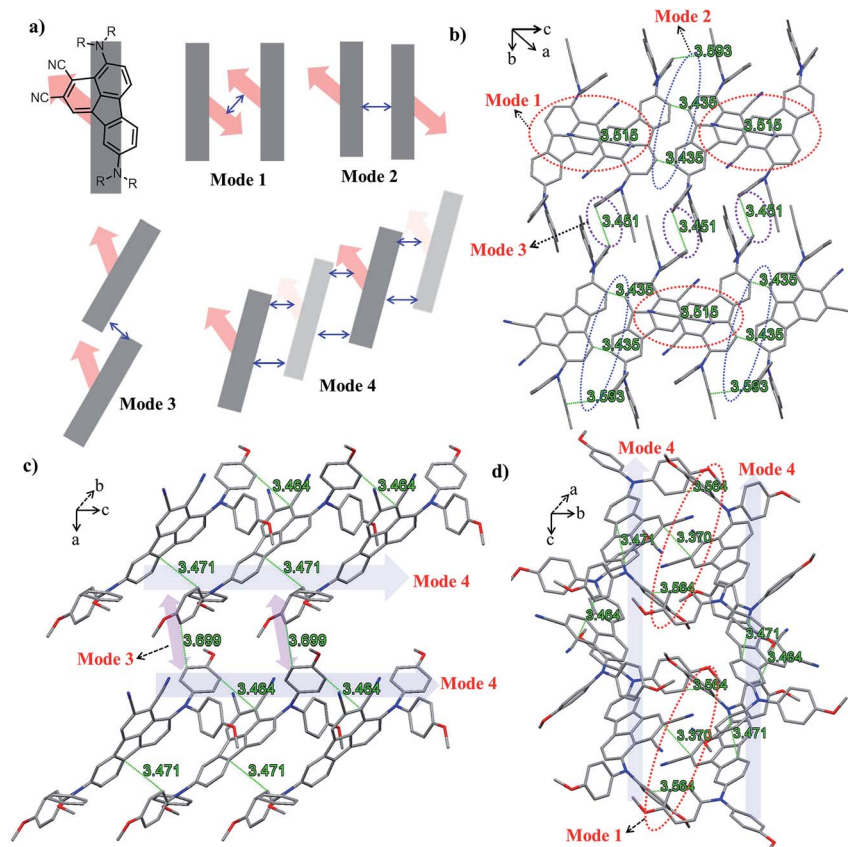 a)
R
N
R
NC
NC
R
N
R
Mode 1
Mode 2
Mode 3
Mode 4
b)
c
b
a
Mode 2
3.593
Mode 1
3.435
3.515
3.515
3.435
3.451
3.451
3.451
Mode 3
3.435
3.435
3.515
3.435
3.435
3.593
3.593
c)
b
c
a
3.464
3.464
3.471
3.471
Mode 4
Mode 3
3.699
3.699
Mode 4
3.464
3.464
3.471
3.471
d)
a
b
c
Mode 4
Mode 4
3.564
3.471
3.370
3.564
3.464
3.471
3.464
3.564
3.370
3.471
3.564
Mode 1